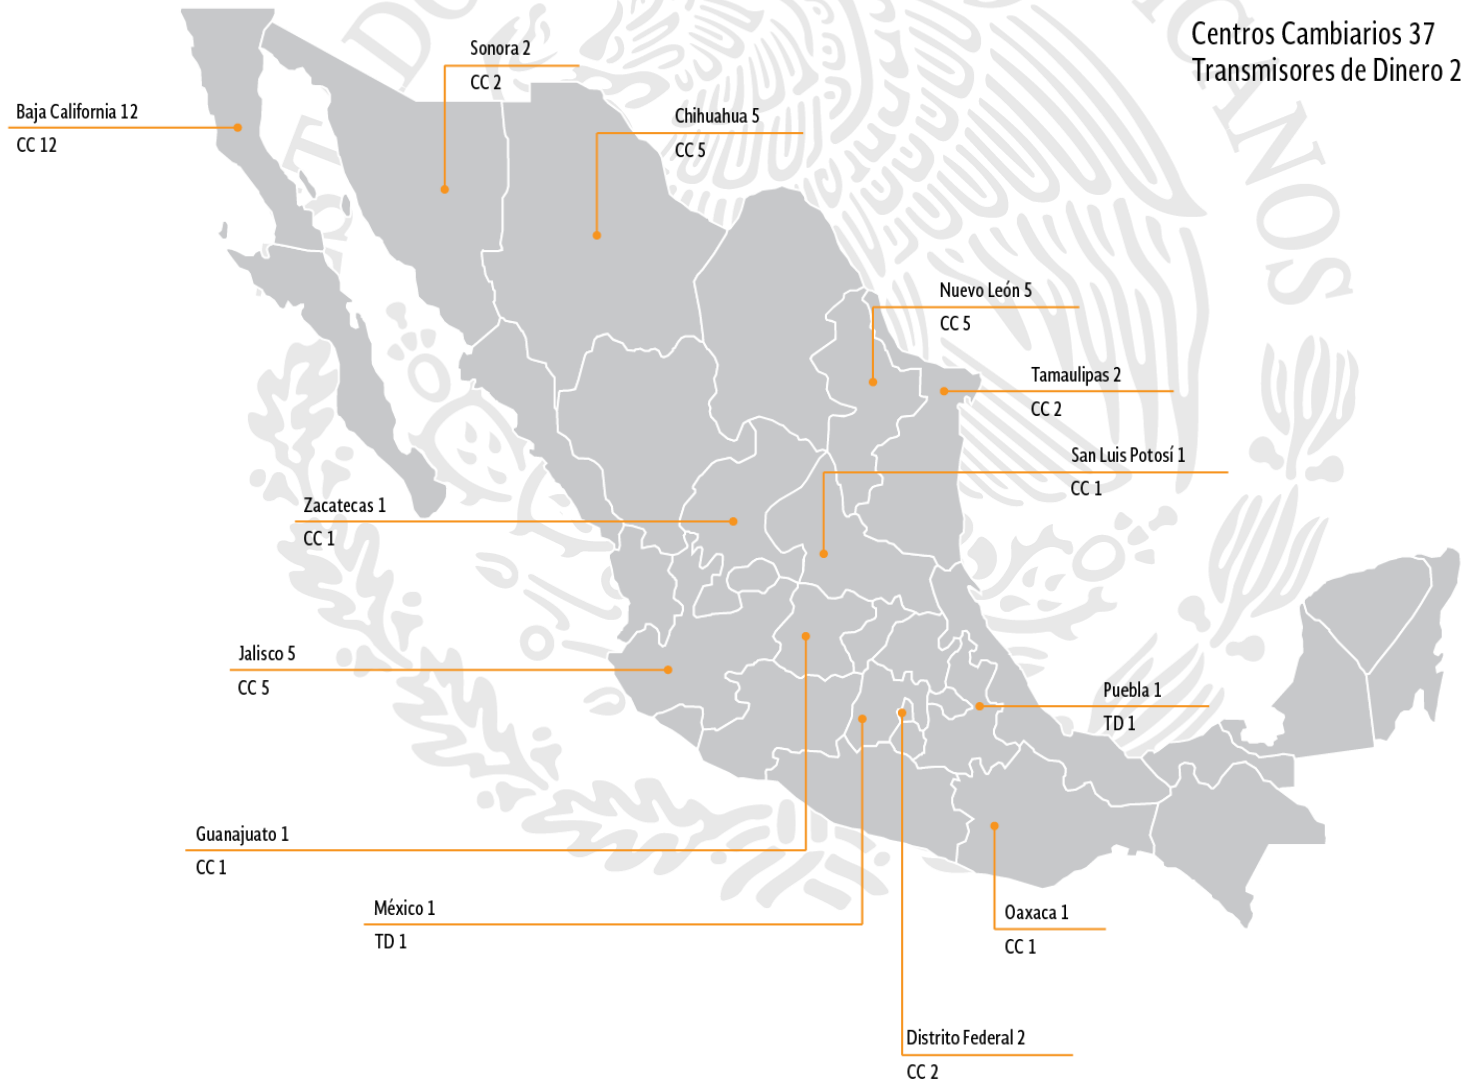 Centros Cambiarios 37
Transmisores de Dinero 2
Sonora 2
CC 2
Baja California 12
CC 12
Chihuahua 5
CC 5
Nuevo León 5
CC 5
Tamaulipas 2
CC 2
San Luis Potosí 1
CC 1
Zacatecas 1
CC 1
Jalisco 5
CC 5
Puebla 1
TD 1
Guanajuato 1
CC 1
México 1
TD 1
Oaxaca 1
CC 1
Distrito Federal 2
CC 2